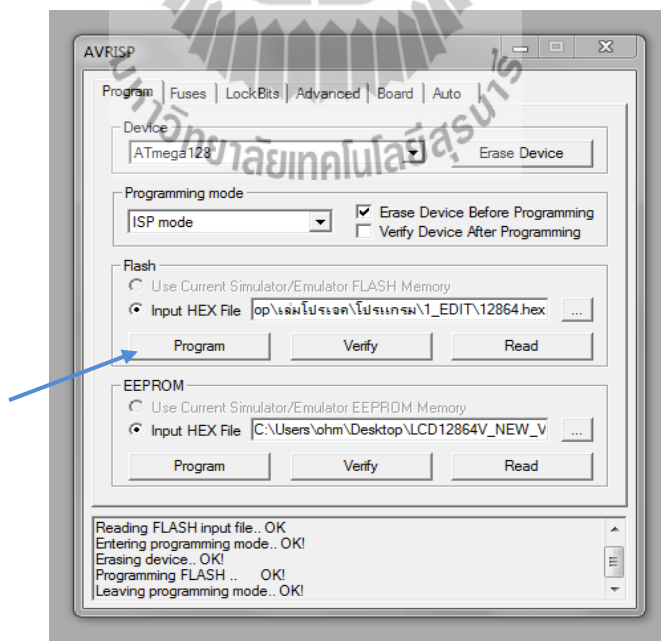 AVRISP
Program Fuses LockBits Advanced Board Auto
Device
ATmega128 Erase Device
Programming mode
ISP mode
Erase Device Before Programming
Verify Device After Programming
Flash
Use Current Simulator/Emulator FLASH Memory
Input HEX File op\เล่มโปรเจค\โปรแกรม\1_EDIT\12864.hex ...
Program Verify Read
EEPROM
Use Current Simulator/Emulator EEPROM Memory
Input HEX File C:\Users\ohm\Desktop\LCD12864V_NEW_V ...
Program Verify Read
Reading FLASH input file.. OK
Entering programming mode.. OK!
Erasing device.. OK!
Programming FLASH .. OK!
Leaving programming mode.. OK!